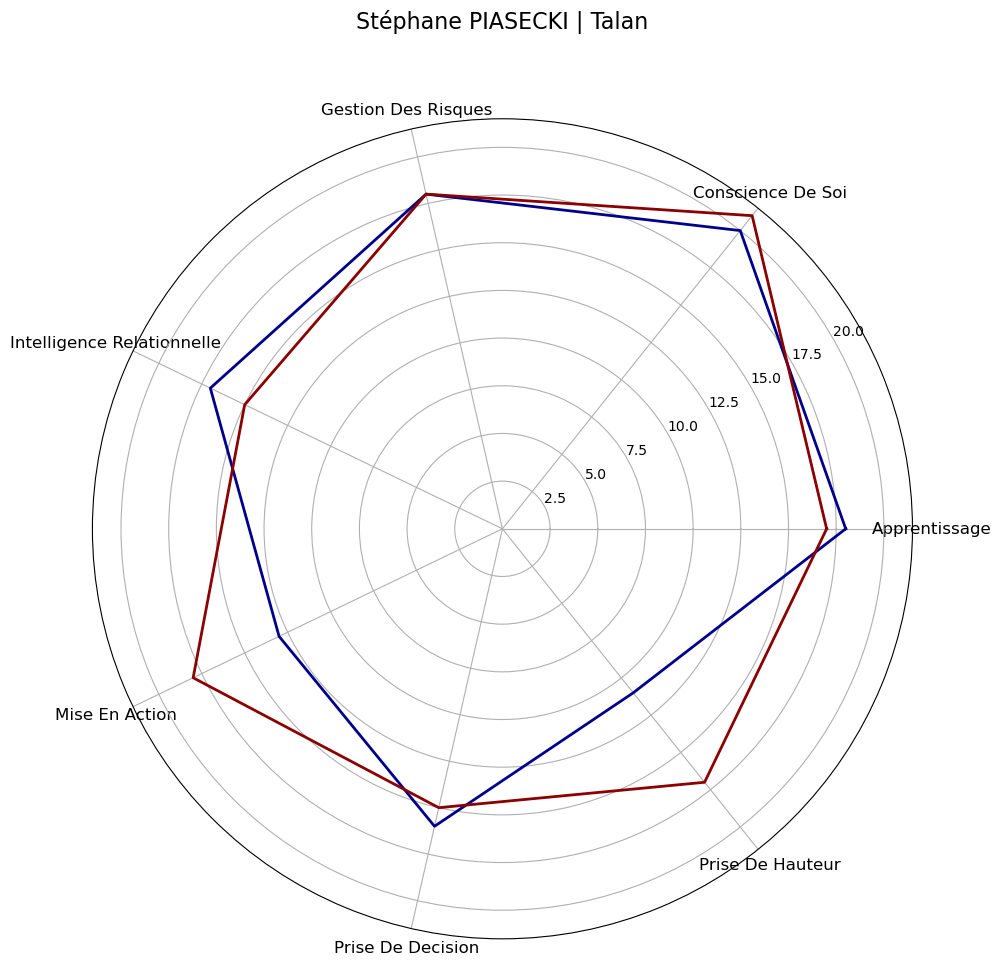 Stéphane PIASECKI | Talan
Gestion Des Risques
Conscience De Soi
Intelligence Relationnelle
20.0
17.5
15.0
12.5
10.0
7.5
5.0
2.5
Apprentissage
Mise En Action
Prise De Hauteur
Prise De Decision